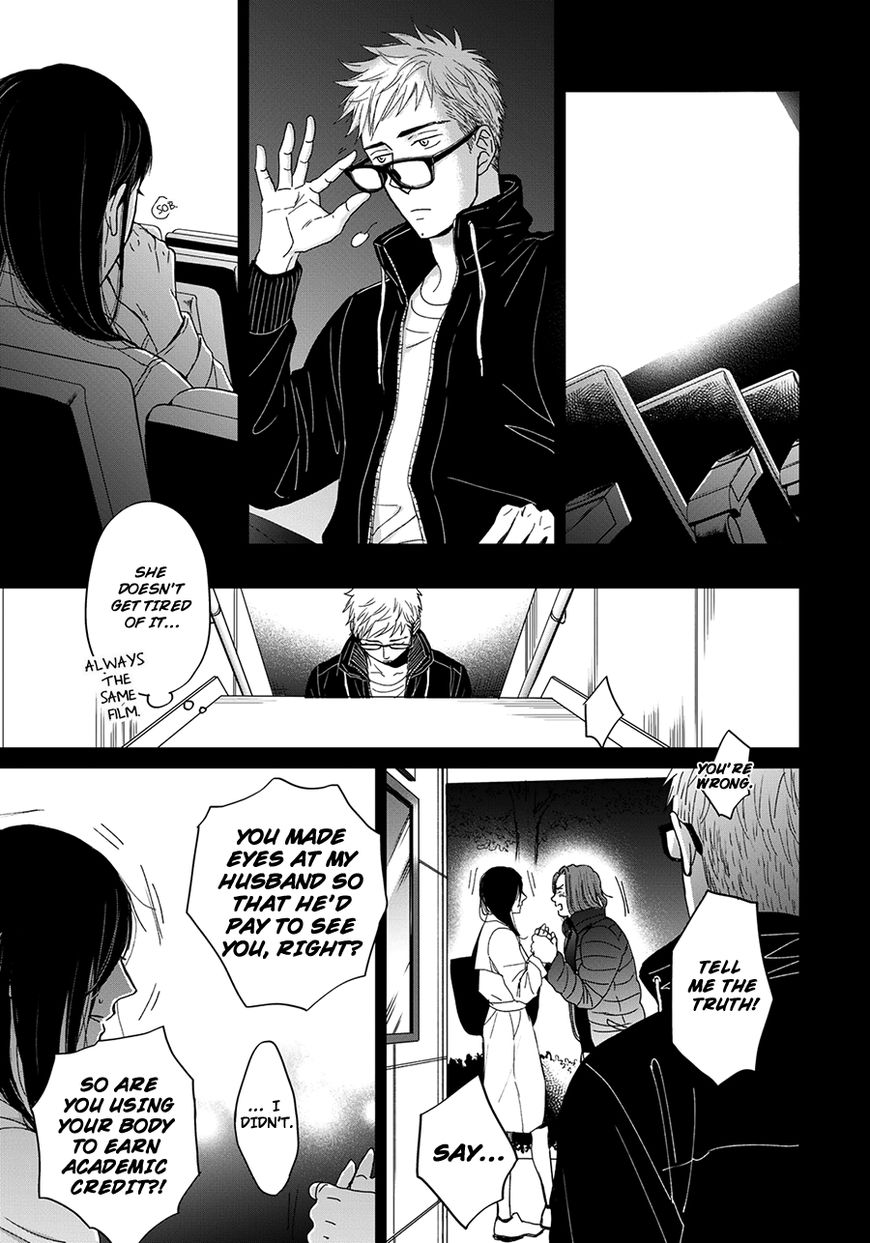 SOB.
SHE
DOESN'T
GET TIRED
OF IT...
ALWAYS
THE
SAME
FILM.
YOU'RE
WRONG.
TELL
ME THE
TRUTH!
SAY...
YOU MADE
EYES AT MY
HUSBAND SO
THAT HE'D
PAY TO SEE
YOU, RIGHT?
... I
DIDN'T.
SO ARE
YOU USING
YOUR BODY
TO EARN
ACADEMIC
CREDIT?!